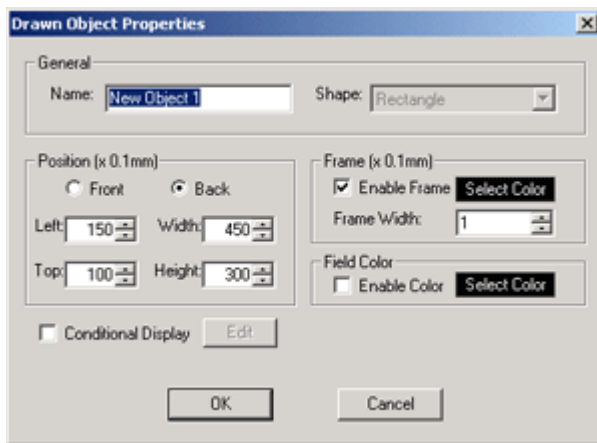 Drawn Object Properties
General
Name: New Object 1 Shape: Rectangle
Position (x 0.1mm)
Front Back
Left: 150 Width: 450
Top: 100 Height: 300
Frame (x 0.1mm)
Enable Frame Select Color
Frame Width: 1
Field Color
Enable Color Select Color
Conditional Display Edit
OK Cancel